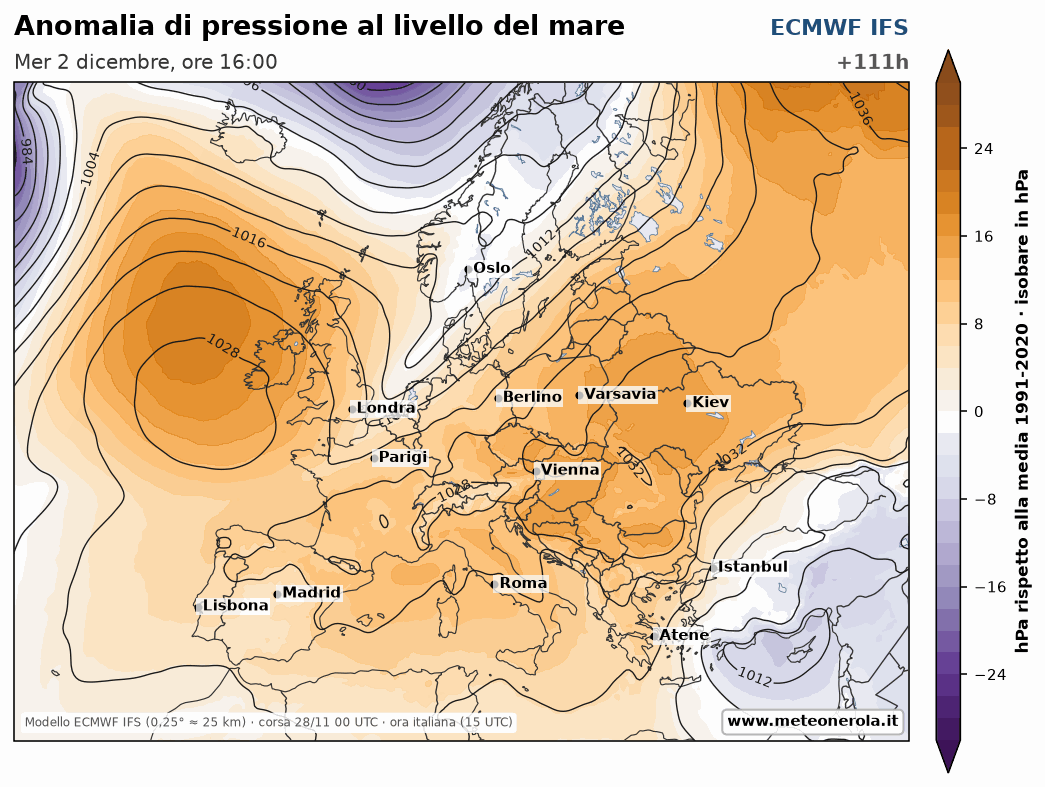 Anomalia di pressione al livello del mare
ECMWF IFS
Mer 2 dicembre, ore 16:00
+111h
984
1004
1036
1016
1012
Oslo
1028
Londra
Berlino
Varsavia
Kiev
Parigi
Vienna
1032
1032
1028
Istanbul
Roma
Madrid
Lisbona
Atene
1012
Modello ECMWF IFS (0,25° ≈ 25 km) · corsa 28/11 00 UTC · ora italiana (15 UTC)
www.meteonerola.it
24
16
8
0
−8
−16
−24
hPa rispetto alla media 1991-2020 · isobare in hPa